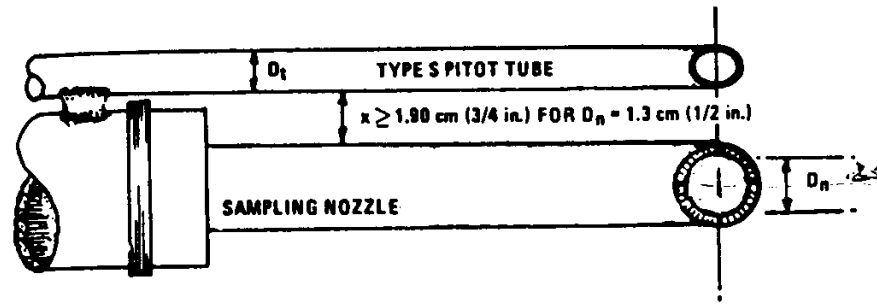 Dt TYPE S PITOT TUBE
x ≥ 1.90 cm (3/4 in.) FOR Dn = 1.3 cm (1/2 in.)
Dn
SAMPLING NOZZLE